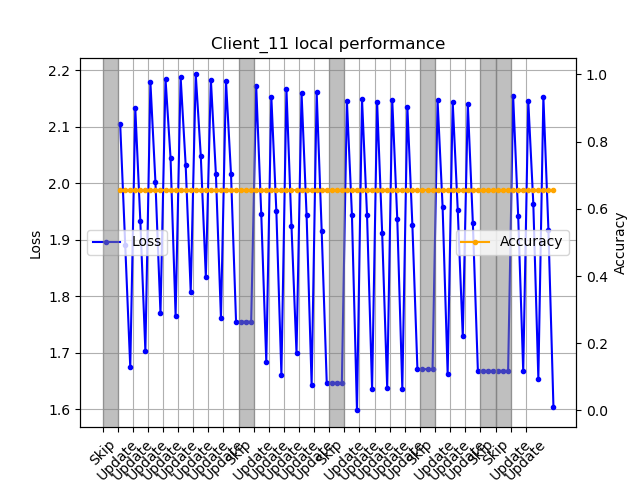 Client_11 local performance
2.2
2.1
2.0
1.9
1.8
1.7
1.6
Loss
Loss
Accuracy
1.0
0.8
0.6
0.4
0.2
0.0
Accuracy
Skip
Update
Update
Update
Update
Update
Update
Update
Update
Skip
Update
Update
Update
Update
Update
Skip
Update
Update
Update
Update
Update
Skip
Update
Update
Update
Skip
Skip
Update
Update